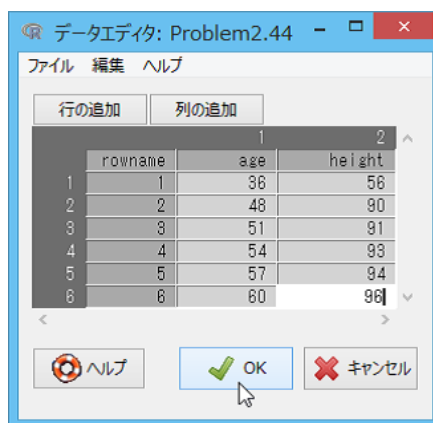 データエディタ: Problem2.44
ファイル 編集 ヘルプ
行の追加 列の追加
1 2
rowname age height
1 1 36 56
2 2 48 90
3 3 51 91
4 4 54 93
5 5 57 94
6 6 60 96
ヘルプ OK キャンセル